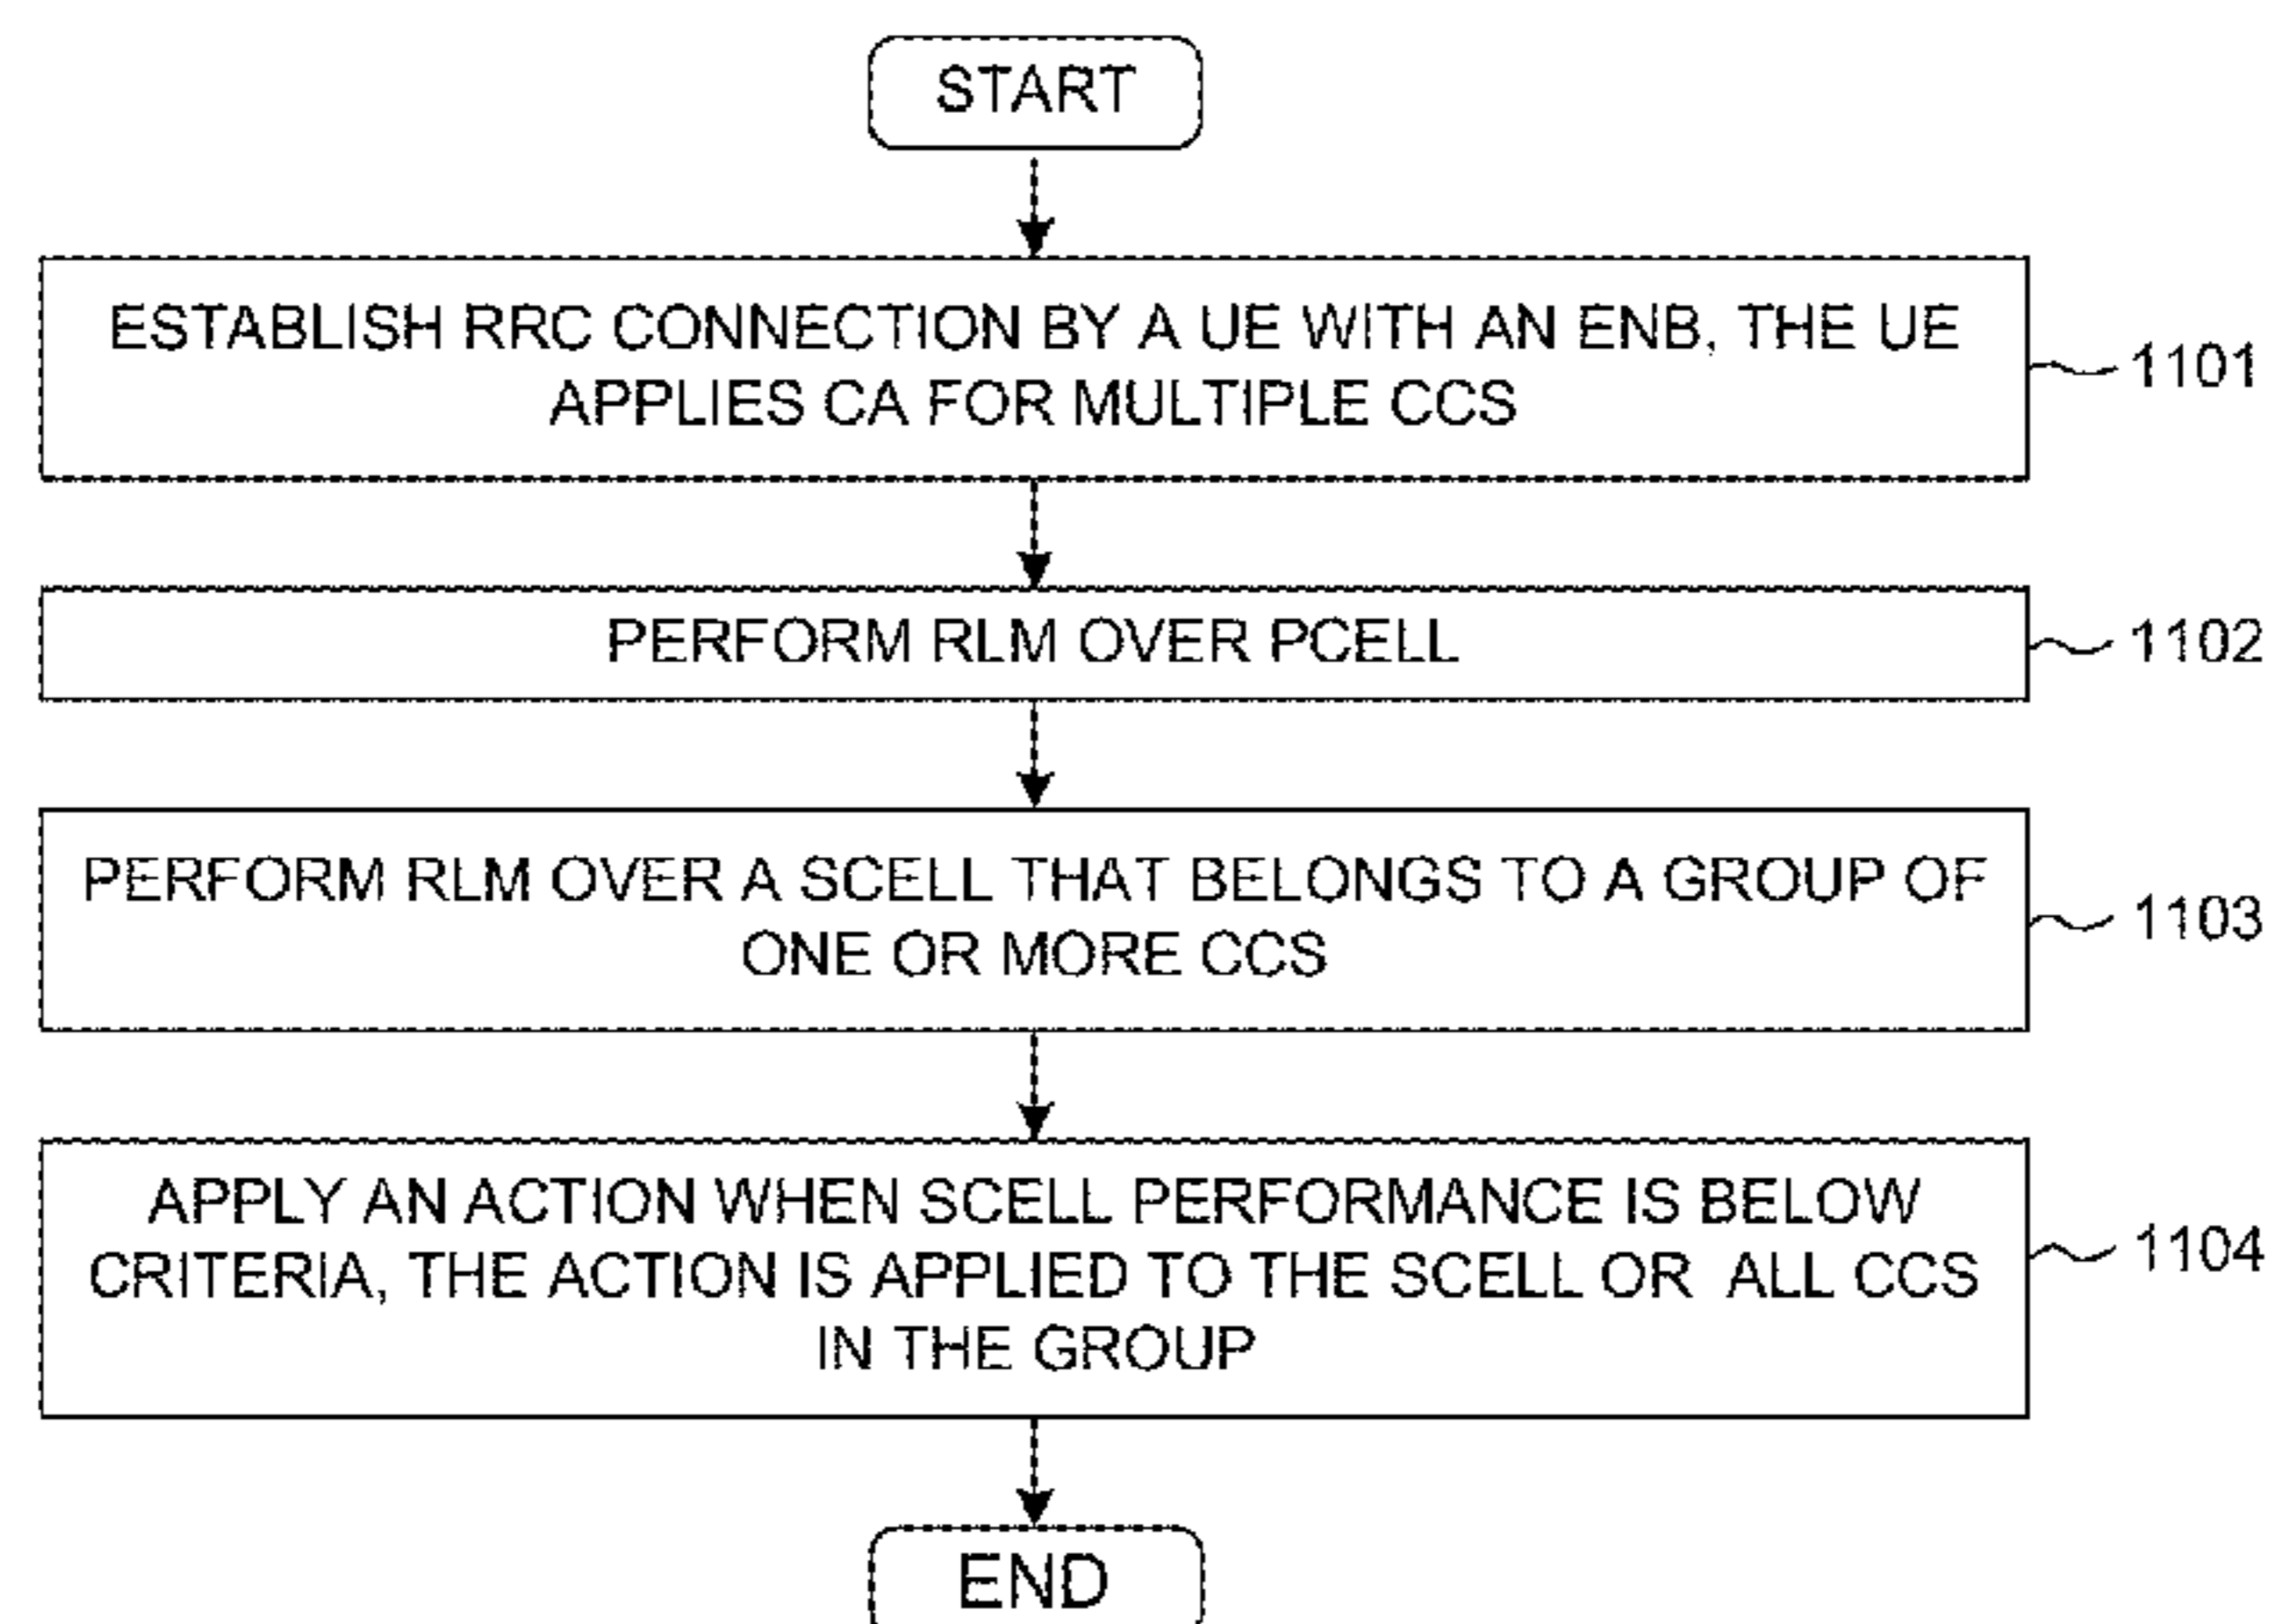 START
ESTABLISH RRC CONNECTION BY A UE WITH AN ENB, THE UE
APPLIES CA FOR MULTIPLE CCS
1101
PERFORM RLM OVER PCELL
1102
PERFORM RLM OVER A SCELL THAT BELONGS TO A GROUP OF
ONE OR MORE CCS
1103
APPLY AN ACTION WHEN SCELL PERFORMANCE IS BELOW
CRITERIA, THE ACTION IS APPLIED TO THE SCELL OR ALL CCS
IN THE GROUP
1104
END